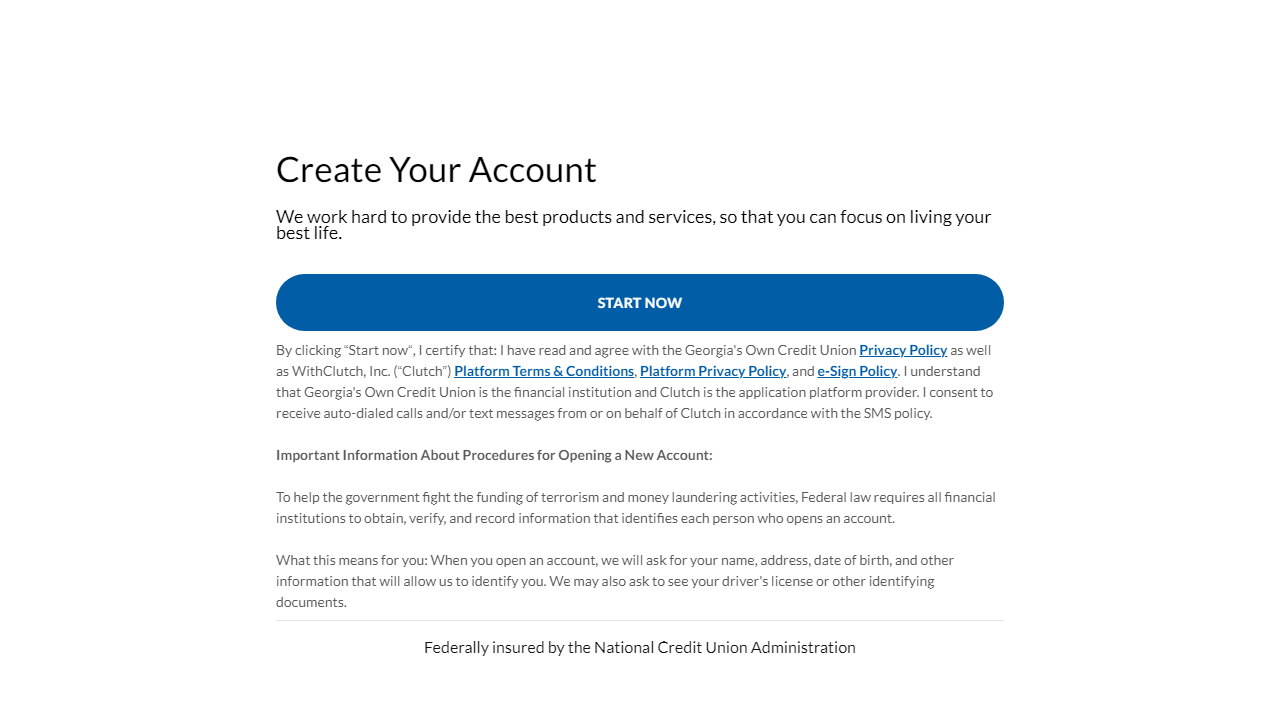 Create Your Account
We work hard to provide the best products and services, so that you can focus on living your
best life.
START NOW
By clicking “Start now“, I certify that: I have read and agree with the Georgia's Own Credit Union Privacy Policy as well
as WithClutch, Inc. (“Clutch”) Platform Terms & Conditions, Platform Privacy Policy, and e-Sign Policy. I understand
that Georgia's Own Credit Union is the financial institution and Clutch is the application platform provider. I consent to
receive auto-dialed calls and/or text messages from or on behalf of Clutch in accordance with the SMS policy.
Important Information About Procedures for Opening a New Account:
To help the government fight the funding of terrorism and money laundering activities, Federal law requires all financial
institutions to obtain, verify, and record information that identifies each person who opens an account.
What this means for you: When you open an account, we will ask for your name, address, date of birth, and other
information that will allow us to identify you. We may also ask to see your driver's license or other identifying
documents.
Federally insured by the National Credit Union Administration